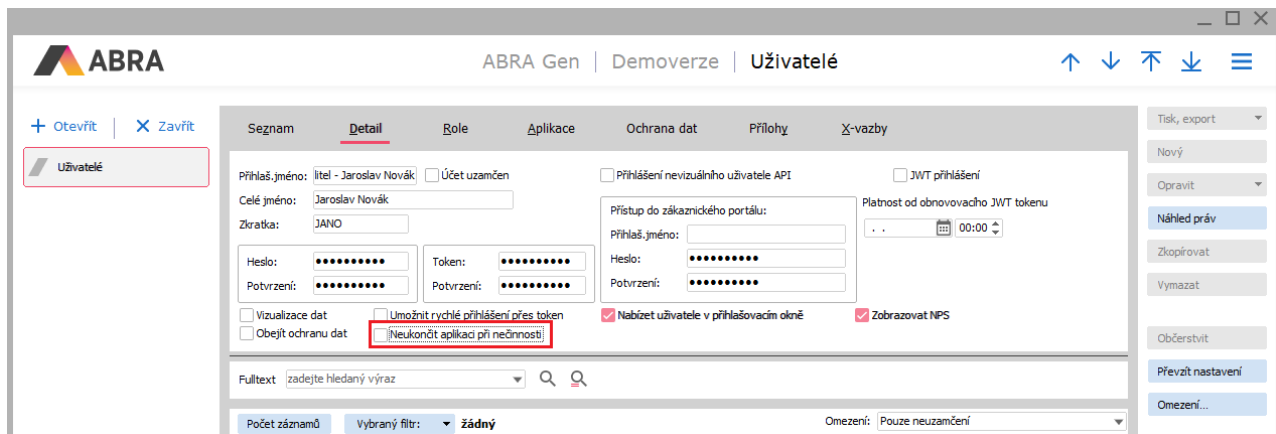 ABRA
ABRA Gen | Demoverze | Uživatelé
Otevřít | Zavřít
Uživatelé
Seznam Detail Role Aplikace Ochrana dat Přílohy X-vazby
Přihlaš.jméno: litel - Jaroslav Novák Účet uzamčen Přihlášení nevizuálního uživatele API JWT přihlášení
Celé jméno: Jaroslav Novák
Zkratka: JANO
Přístup do zákaznického portálu:
Přihlaš.jméno:
Heslo: ●●●●●●●●●●
Potvrzení: ●●●●●●●●●●
Platnost od obnovovacího JWT tokenu
. . 00:00
Heslo: ●●●●●●●●●● Token: ●●●●●●●●●●
Potvrzení: ●●●●●●●●●● Potvrzení: ●●●●●●●●●●
Vizualizace dat Umožnit rychlé přihlášení přes token Nabízet uživatele v přihlašovacím okně Zobrazovat NPS
Obejít ochranu dat Neukončit aplikaci při nečinnosti
Fulltext zadejte hledaný výraz
Počet záznamů Vybraný filtr: žádný Omezení: Pouze neuzamčení
Tisk, export
Nový
Opravit
Náhled práv
Zkopírovat
Vymazat
Občerstvit
Převzít nastavení
Omezení...